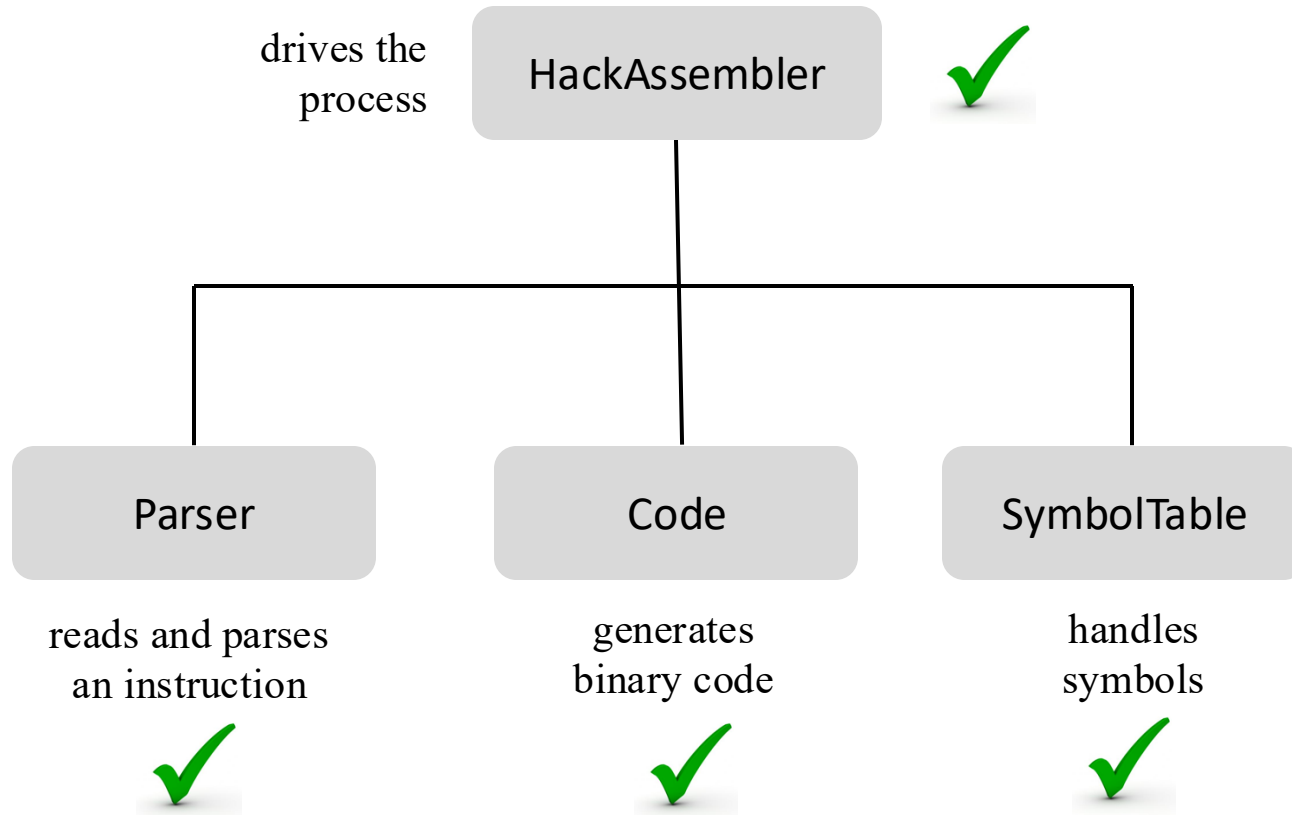 drives the
process
HackAssembler
Parser
Code
SymbolTable
reads and parses
an instruction
generates
binary code
handles
symbols